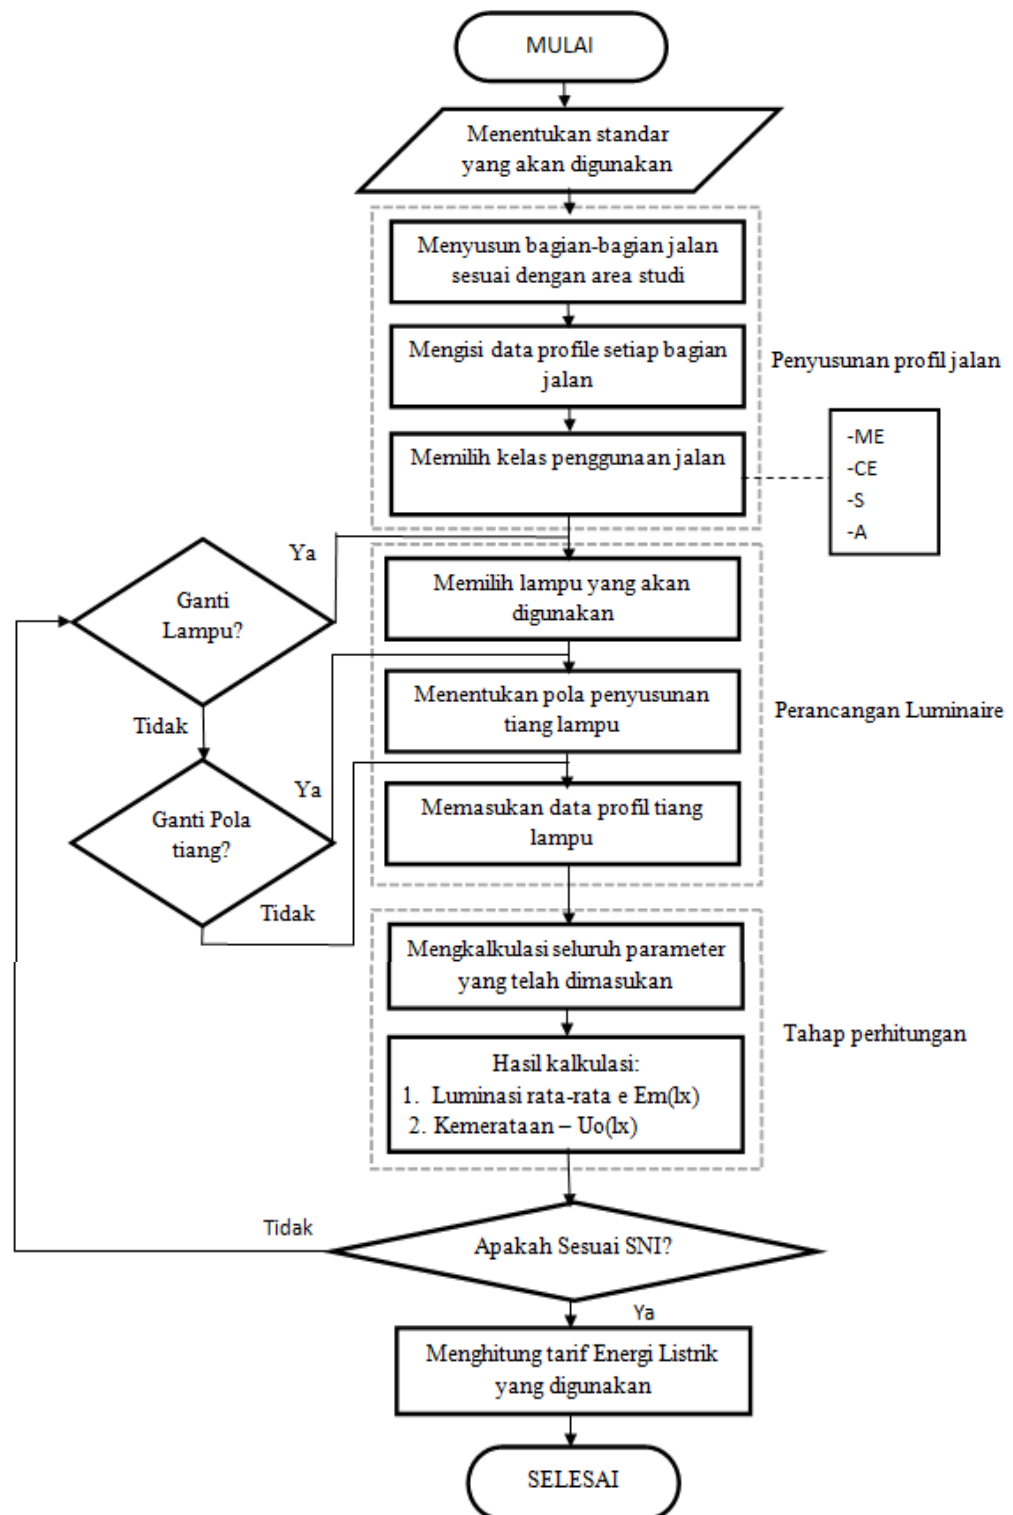 MULAI
Menentukan standar
yang akan digunakan
Menyusun bagian-bagian jalan
sesuai dengan area studi
Mengisi data profile setiap bagian
jalan
Penyusunan profil jalan
Memilih kelas penggunaan jalan
-ME
-CE
-S
-A
Ya
Ganti
Lampu?
Memilih lampu yang akan
digunakan
Tidak
Menentukan pola penyusunan
tiang lampu
Perancangan Luminaire
Ya
Ganti Pola
tiang?
Memasukan data profil tiang
lampu
Tidak
Mengkalkulasi seluruh parameter
yang telah dimasukan
Tahap perhitungan
Hasil kalkulasi:
1. Luminasi rata-rata e Em(lx)
2. Kemerataan – Uo(lx)
Tidak
Apakah Sesuai SNI?
Ya
Menghitung tarif Energi Listrik
yang digunakan
SELESAI